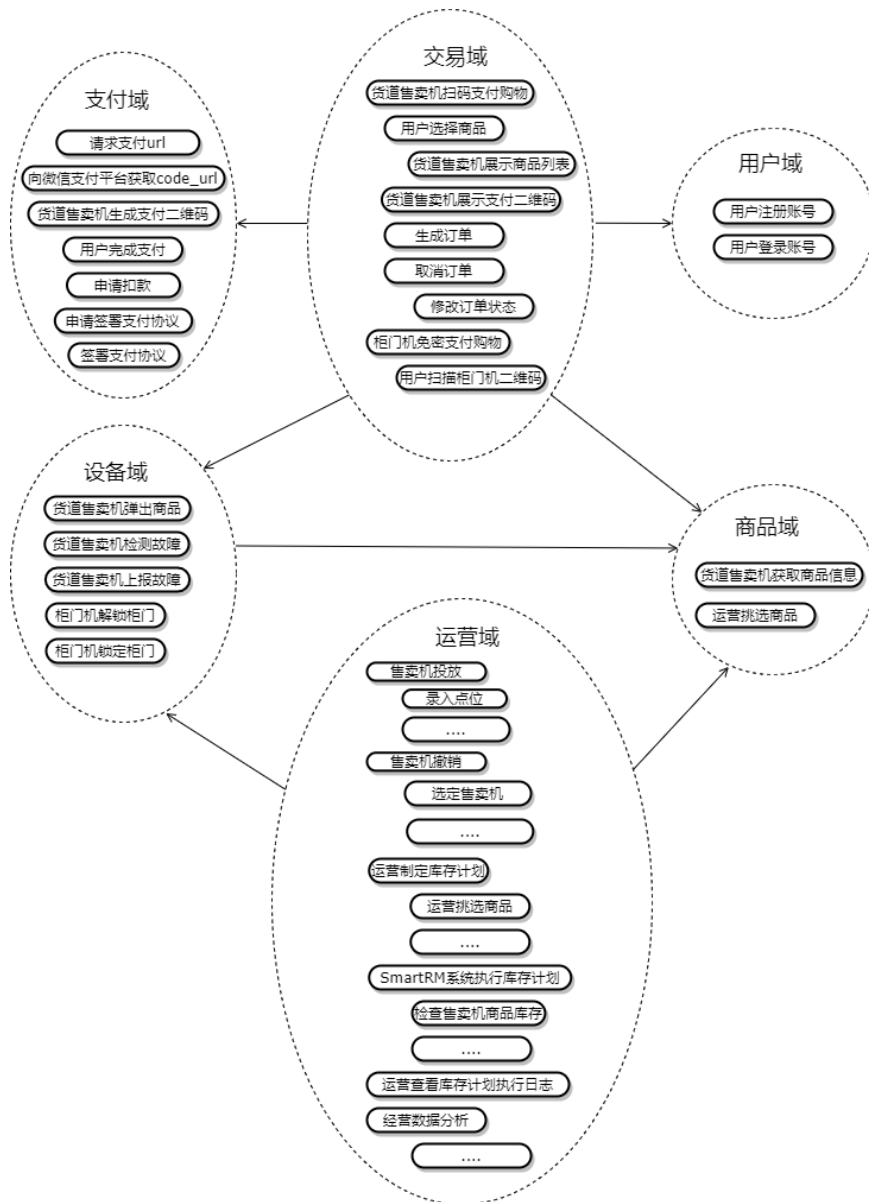 支付域
请求支付url
向微信支付平台获取code_url
货道售卖机生成支付二维码
用户完成支付
申请扣款
申请签署支付协议
签署支付协议
交易域
货道售卖机扫码支付购物
用户选择商品
货道售卖机展示商品列表
货道售卖机展示支付二维码
生成订单
取消订单
修改订单状态
柜门机免密支付购物
用户扫描柜门机二维码
用户域
用户注册账号
用户登录账号
设备域
货道售卖机弹出商品
货道售卖机检测故障
货道售卖机上报故障
柜门机解锁柜门
柜门机锁定柜门
商品域
货道售卖机获取商品信息
运营挑选商品
运营域
售卖机投放
录入点位
....
售卖机撤销
选定售卖机
....
运营制定库存计划
运营挑选商品
....
SmartRM系统执行库存计划
检查售卖机商品库存
....
运营查看库存计划执行日志
经营数据分析
....